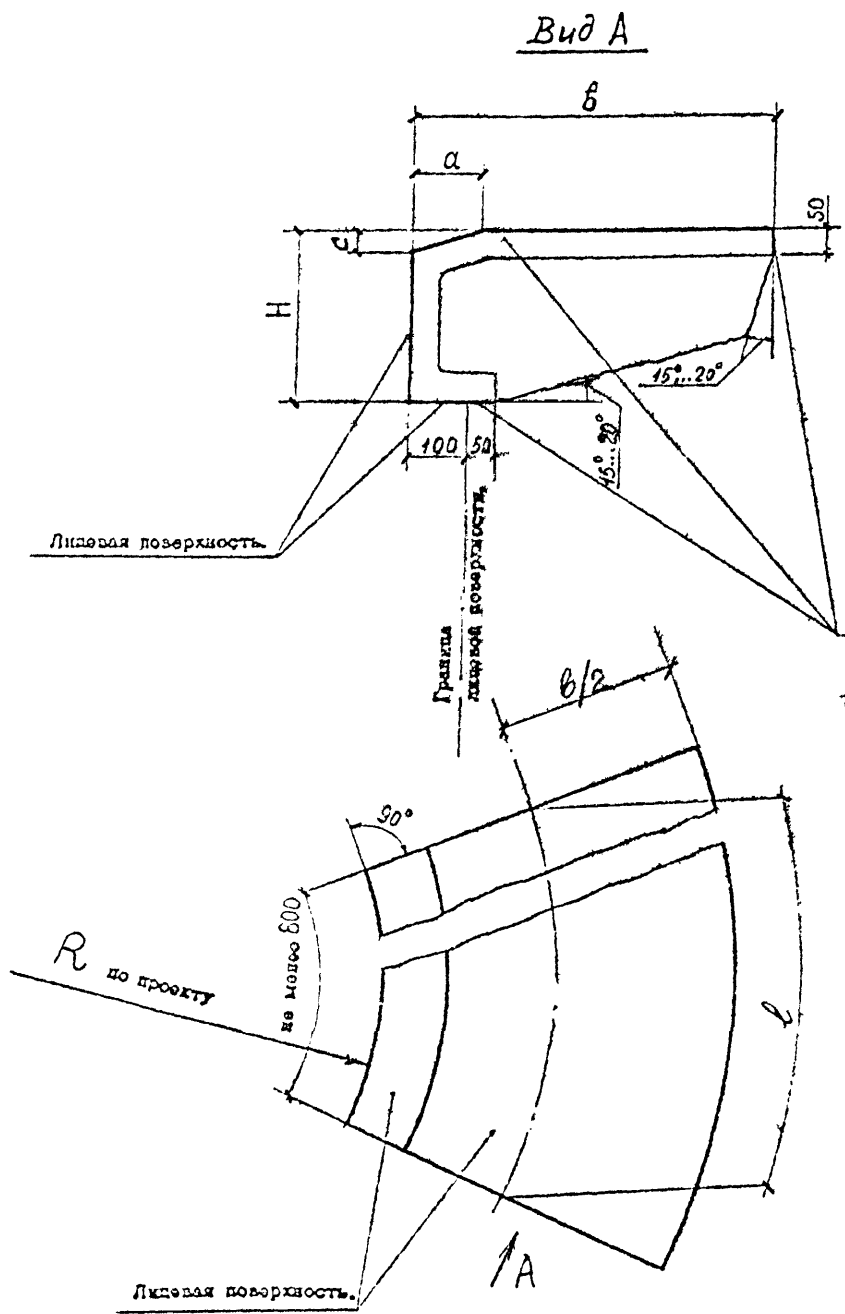 Вид А
в
а
50
с
Н
15°...20°
15°...20°
100
50
Лицевая поверхность.
Граница
лицевой поверхности.
в/2
90°
не менее 600
R по проекту
l
А
Лицевая поверхность.